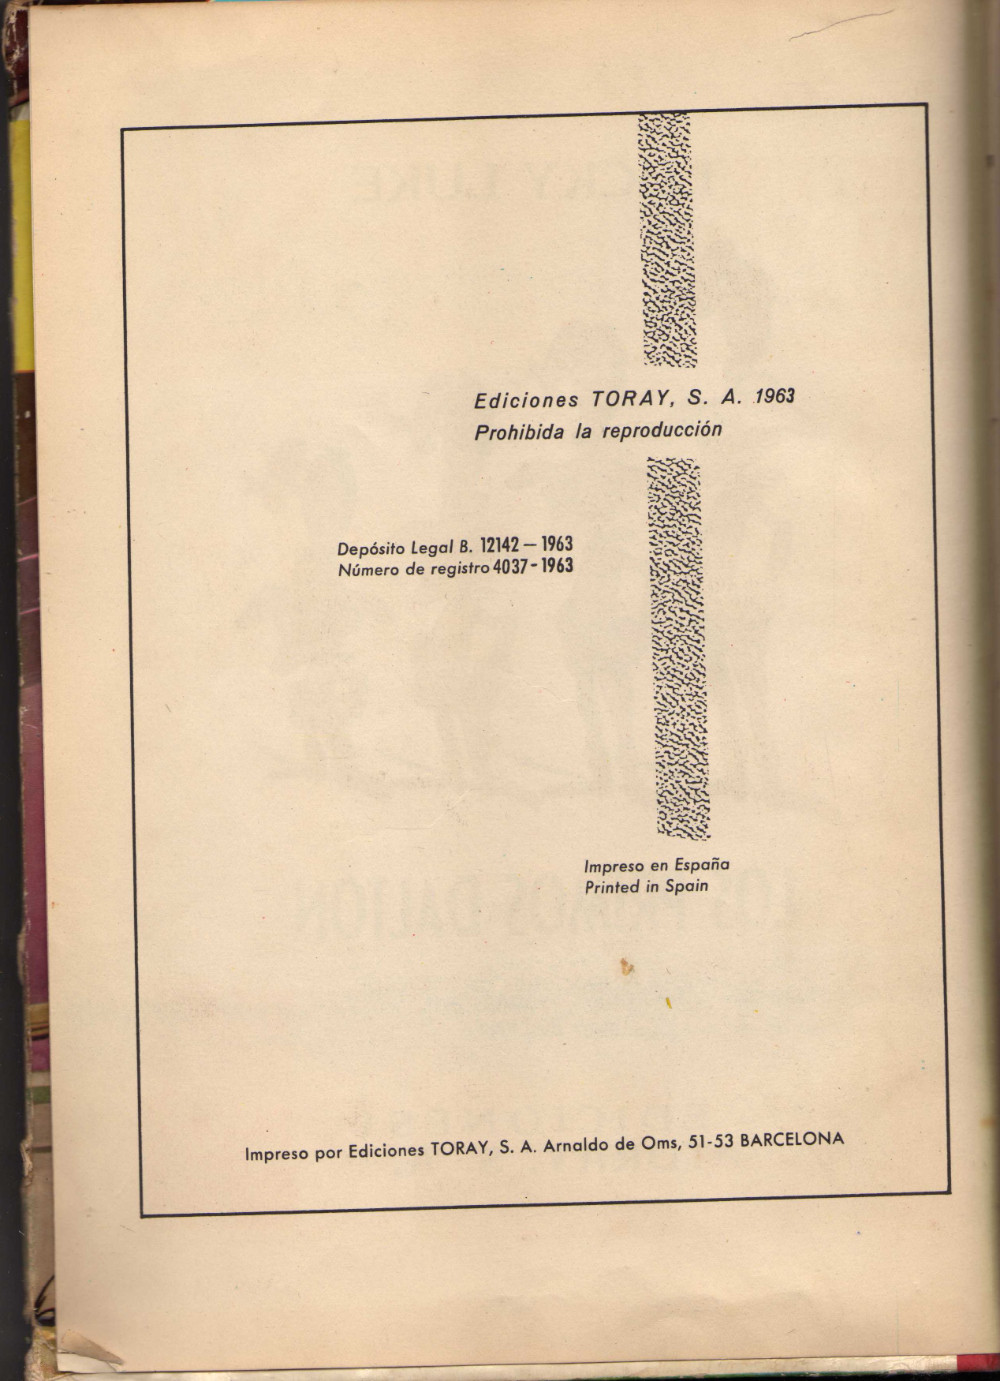 Ediciones TORAY, S. A. 1963
Prohibida la reproducción
Depósito Legal B. 12142 — 1963
Número de registro 4037-1963
Impreso en España
Printed in Spain
Impreso por Ediciones TORAY, S. A. Arnaldo de Oms, 51-53 BARCELONA